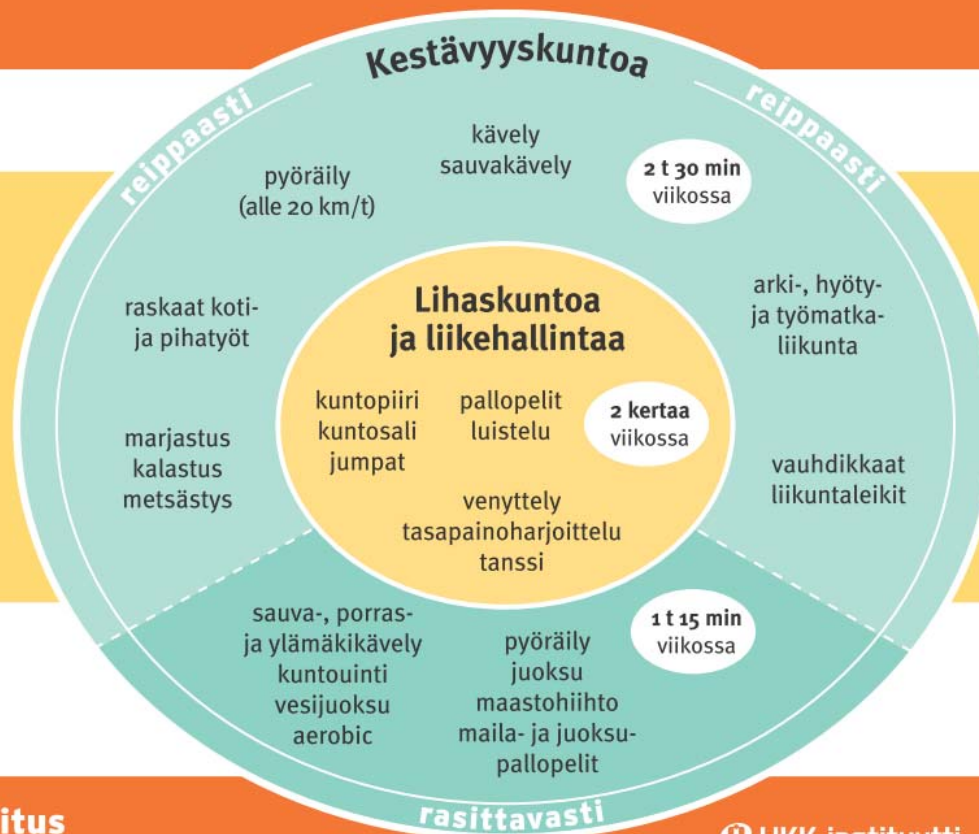 Kestävyyskuntoa
reippaasti
reippaasti
kävely
sauvakävely
2 t 30 min
viikossa
pyöräily
(alle 20 km/t)
raskaat koti-
ja pihatyöt
arki-, hyöty-
ja työmatka-
liikunta
Lihaskuntoa
ja liikehallintaa
kuntopiiri
kuntosali
jumpat
pallopelit
luistelu
2 kertaa
viikossa
marjastus
kalastus
metsästys
vauhdikkaat
liikuntaleikit
venyttely
tasapainoharjoittelu
tanssi
sauva-, porras-
ja ylämäkikävely
kuntouinti
vesijuoksu
aerobic
pyöräily
juoksu
maastohiihto
maila- ja juoksu-
pallopelit
1 t 15 min
viikossa
rasittavasti
itus